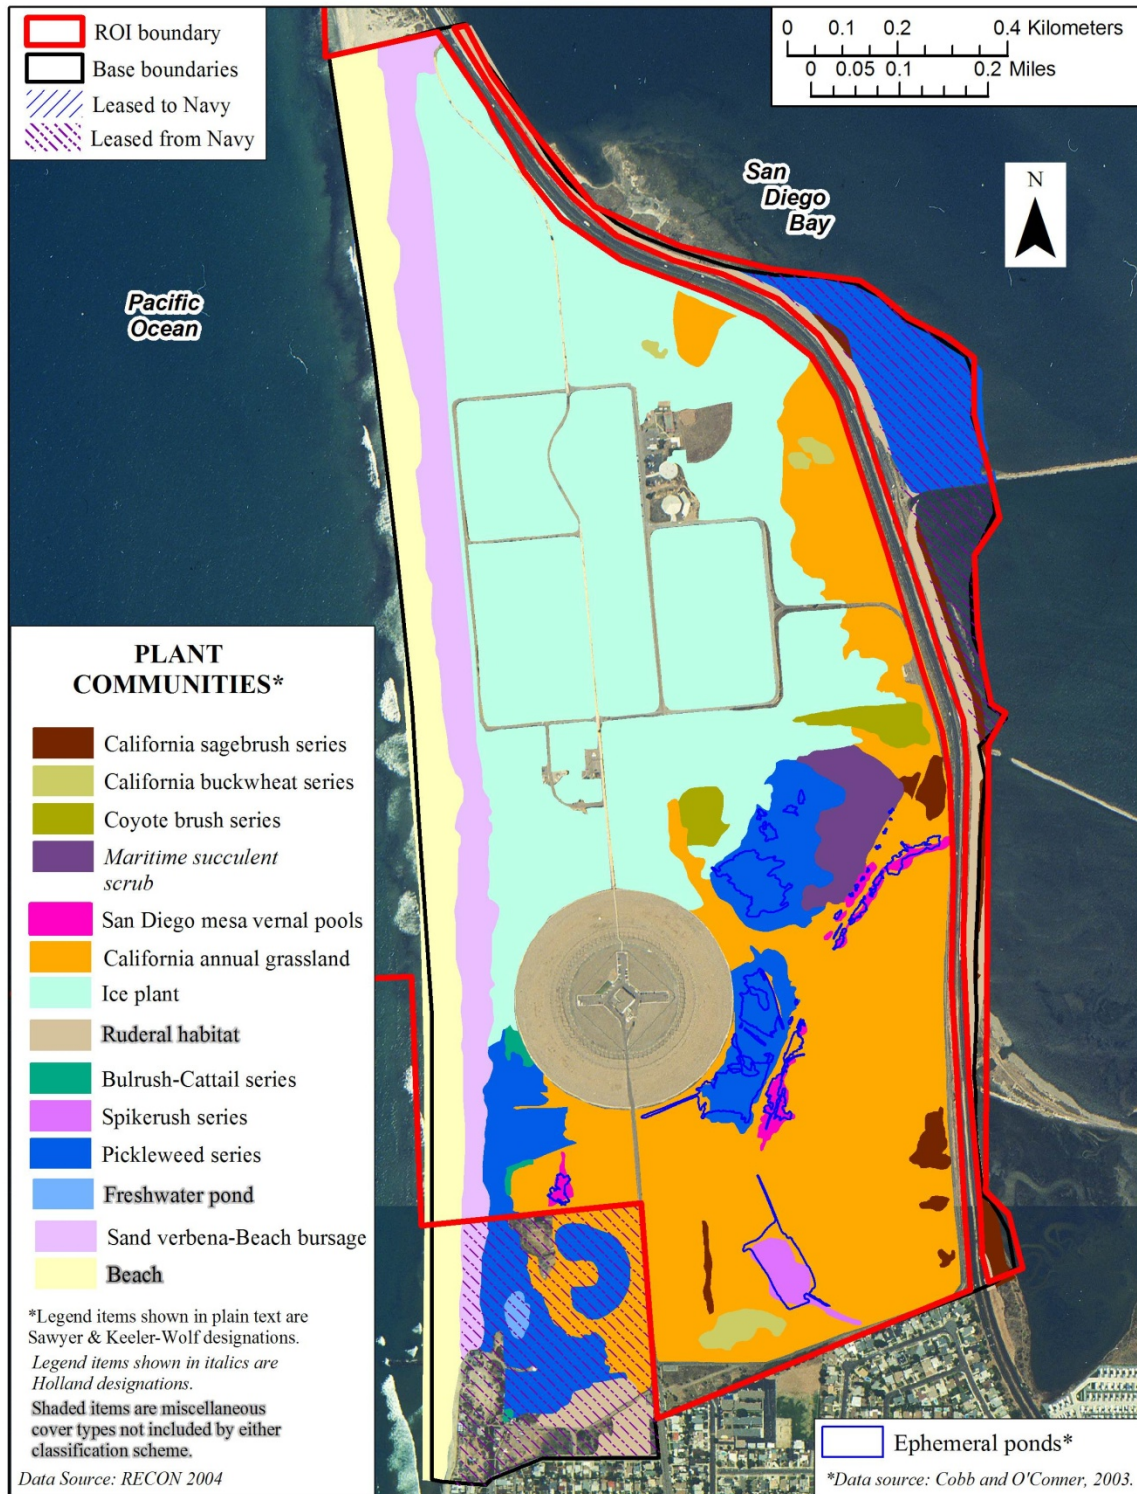 ROI boundary
Base boundaries
Leased to Navy
Leased from Navy
0 0.1 0.2 0.4 Kilometers
0 0.05 0.1 0.2 Miles
San
Diego
Bay
N
Pacific
Ocean
PLANT
COMMUNITIES*
California sagebrush series
California buckwheat series
Coyote brush series
Maritime succulent
scrub
San Diego mesa vernal pools
California annual grassland
Ice plant
Ruderal habitat
Bulrush-Cattail series
Spikerush series
Pickleweed series
Freshwater pond
Sand verbena-Beach bursage
Beach
*Legend items shown in plain text are
Sawyer & Keeler-Wolf designations.
Legend items shown in italics are
Holland designations.
Shaded items are miscellaneous
cover types not included by either
classification scheme.
Data Source: RECON 2004
Ephemeral ponds*
*Data source: Cobb and O'Conner, 2003.